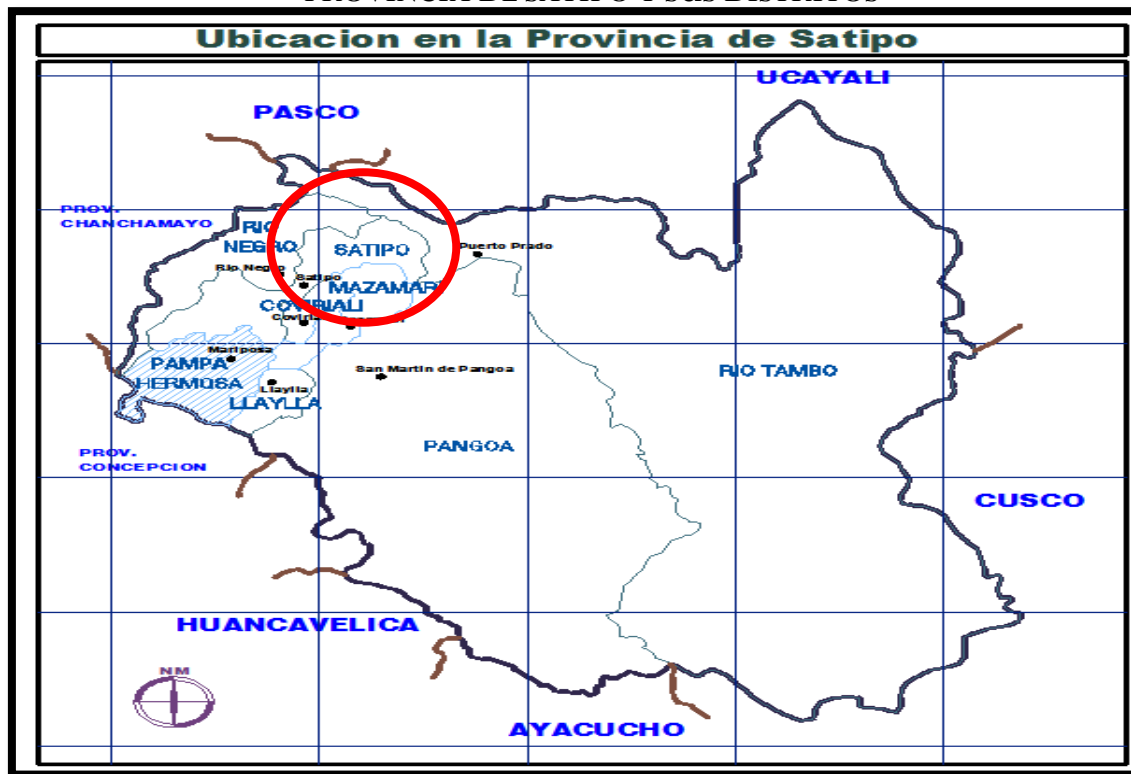 Ubicacion en la Provincia de Satipo
UCAYALI
PASCO
PROV.
CHANCHAMAYO
RIO
NEGRO
SATIPO
Puerto Prado
Rio Negro
Satipo
MAZAMARI
COVIRIALI
Mariposa
PAMPA
HERMOSA
San Martin de Pangoa
RIO TAMBO
Llaylla
LLAYLLA
PANGOA
PROV.
CONCEPCION
CUSCO
HUANCAVELICA
NM
AYACUCHO